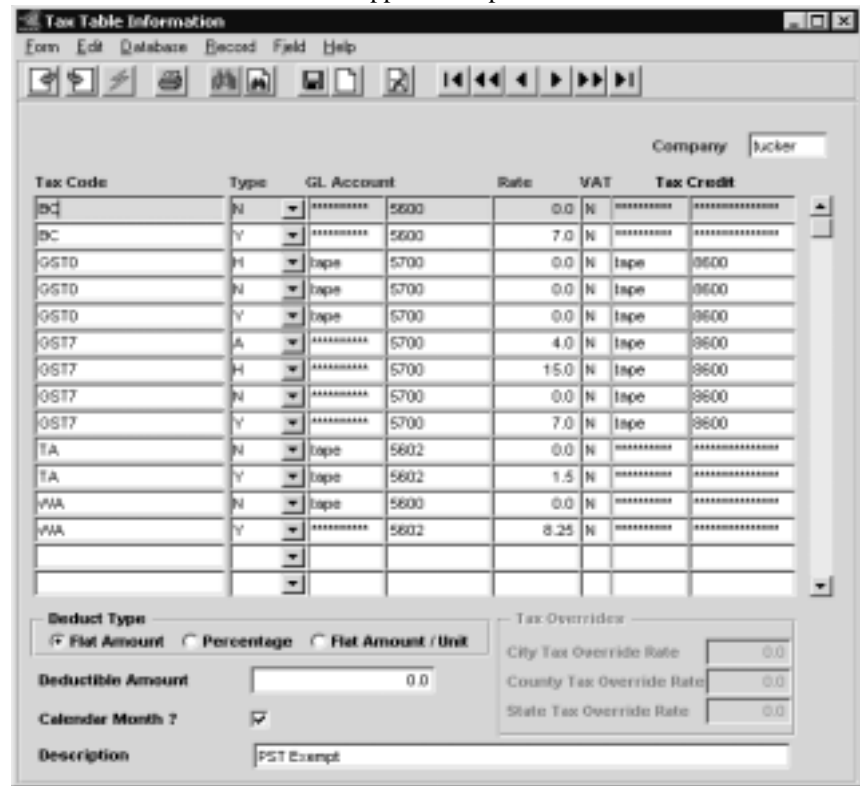 Tax Table Information
Form Edit Database Record Field Help
Company tucker
Tax Code Type GL Account Rate VAT Tax Credit
BC N ********** 5600 0.0 N ********** ****************
BC Y ********** 5600 7.0 N ********** ****************
GST0 H tape 5700 0.0 N tape 8600
GST0 N tape 5700 0.0 N tape 8600
GST0 Y tape 5700 0.0 N tape 8600
GST7 A ********** 5700 4.0 N tape 8600
GST7 H ********** 5700 15.0 N tape 8600
GST7 N ********** 5700 0.0 N tape 8600
GST7 Y ********** 5700 7.0 N tape 8600
TA N tape 5602 0.0 N ********** ****************
TA Y tape 5602 1.5 N ********** ****************
WA N tape 5600 0.0 N ********** ****************
WA Y ********** 5602 8.25 N ********** ****************
Deduct Type
Flat Amount Percentage Flat Amount / Unit
Deductible Amount 0.0
Calendar Month ?
Tax Overrides
City Tax Override Rate 0.0
County Tax Override Rate 0.0
State Tax Override Rate 0.0
Description PST Exempt